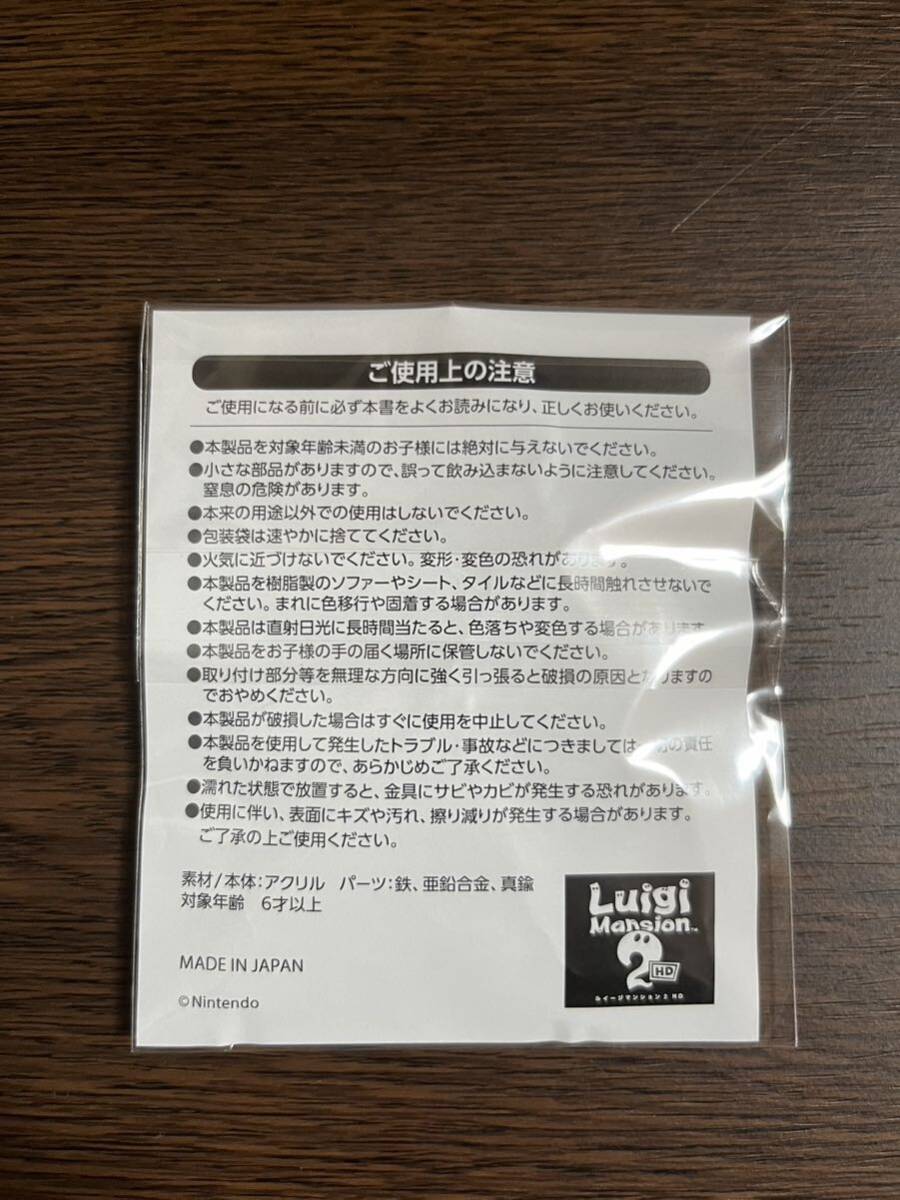 ご使用上の注意
ご使用になる前に必ず本書をよくお読みになり、正しくお使いください。
●本製品を対象年齢未満のお子様には絶対に与えないでください。
●小さな部品がありますので、誤って飲み込まないように注意してください。
窒息の危険があります。
●本来の用途以外での使用はしないでください。
●包装袋は速やかに捨ててください。
●火気に近づけないでください。変形・変色の恐れがあります。
●本製品を樹脂製のソファーやシート、タイルなどに長時間触れさせないで
ください。まれに色移行や固着する場合があります。
●本製品は直射日光に長時間当たると、色落ちや変色する場合があります
●本製品をお子様の手の届く場所に保管しないでください。
●取り付け部分等を無理な方向に強く引っ張ると破損の原因となりますの
でおやめください。
●本製品が破損した場合はすぐに使用を中止してください。
●本製品を使用して発生したトラブル・事故などにつきましては一切の責任
を負いかねますので、あらかじめご了承ください。
●濡れた状態で放置すると、金具にサビやカビが発生する恐れがあります。
●使用に伴い、表面にキズや汚れ、擦り減りが発生する場合があります。
ご了承の上ご使用ください。
素材/本体:アクリル パーツ:鉄、亜鉛合金、真鍮
対象年齢 6才以上
MADE IN JAPAN
©Nintendo
Luigi
Mansion™
2 HD
ルイージマンション2 HD